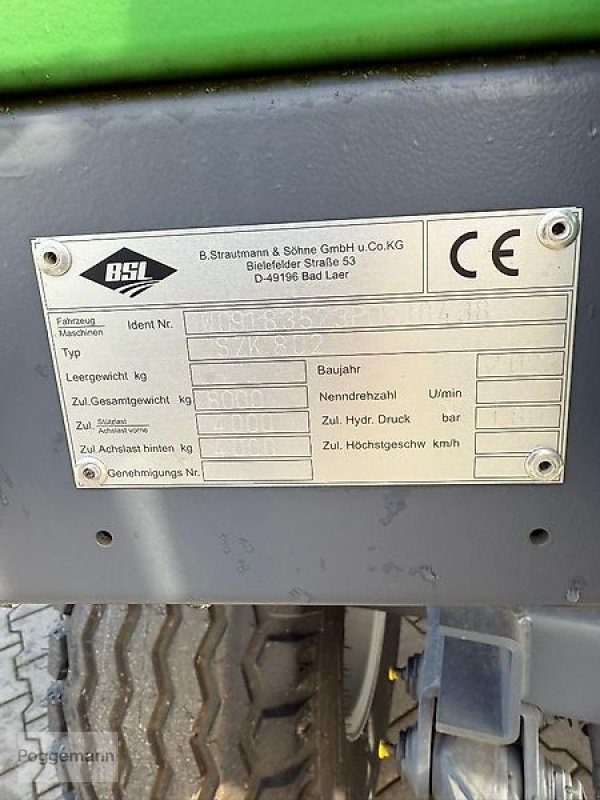 BSL
B.Strautmann & Söhne GmbH u.Co.KG
Bielefelder Straße 53
D-49196 Bad Laer
CE
Fahrzeug
Maschinen
Ident Nr.
Typ SZK 802
Leergewicht kg
Zul.Gesamtgewicht kg 8000
Zul. Stützlast
Achslast vorne
4000
Zul.Achslast hinten kg
Genehmigungs Nr.
Baujahr
Nenndrehzahl U/min
Zul. Hydr. Druck bar
Zul. Höchstgeschw km/h
Poggemann